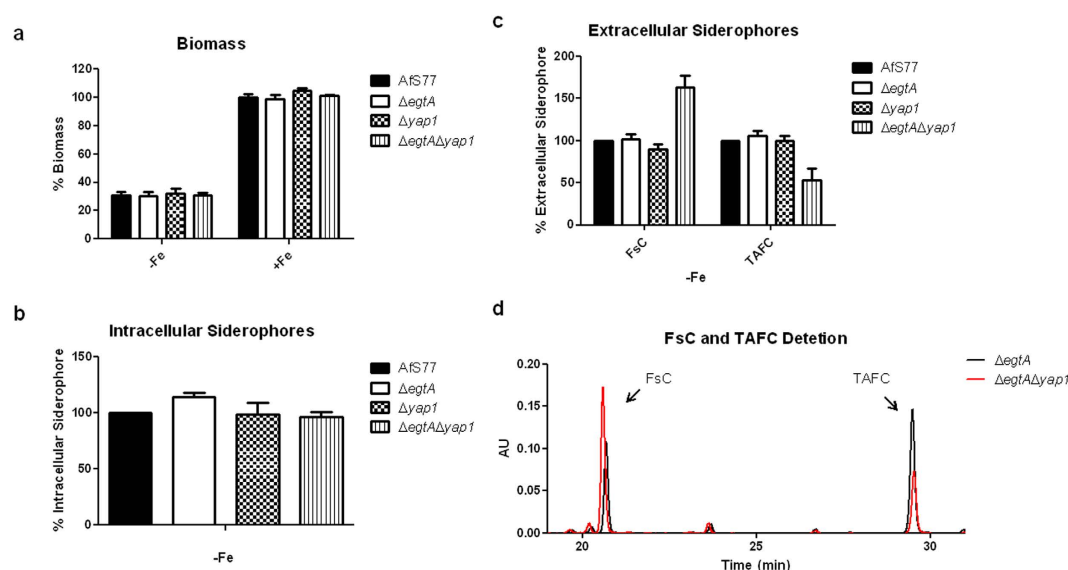 a
Biomass
% Biomass
120
100
80
60
40
20
0
-Fe
+Fe
AfS77
ΔegtA
Δyap1
ΔegtAΔyap1
b
Intracellular Siderophores
% Intracellular Siderophore
150
100
50
0
-Fe
AfS77
ΔegtA
Δyap1
ΔegtAΔyap1
c
Extracellular Siderophores
% Extracellular Siderophore
200
150
100
50
0
FsC
TAFC
-Fe
AfS77
ΔegtA
Δyap1
ΔegtAΔyap1
d
FsC and TAFC Detetion
AU
0.20
0.15
0.10
0.05
0.00
FsC
TAFC
20
25
30
Time (min)
ΔegtA
ΔegtAΔyap1